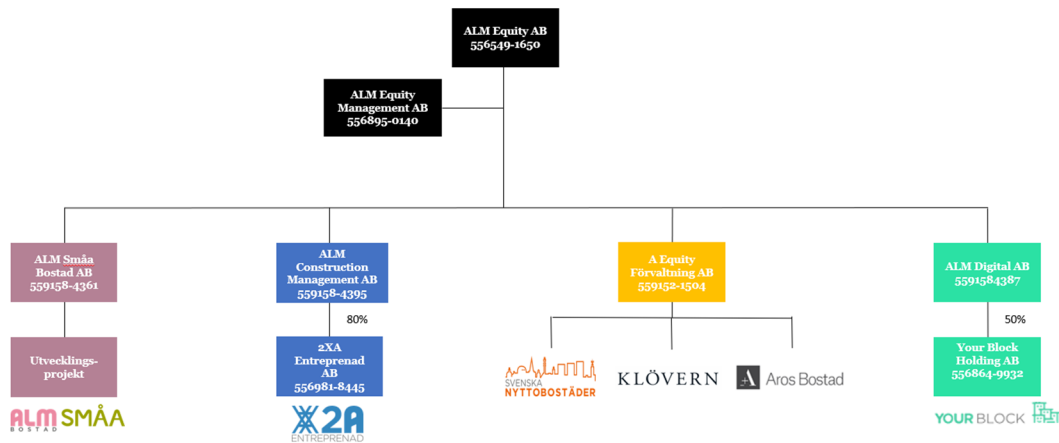 ALM Equity AB
556549-1650
ALM Equity
Management AB
556895-0140
ALM Småa
Bostad AB
559158-4361
ALM
Construction
Management AB
559158-4395
A Equity
Förvaltning AB
559152-1504
ALM Digital AB
5591584387
80%
50%
Utvecklings-
projekt
2XA
Entreprenad
AB
556981-8445
Your Block
Holding AB
556864-9932
SVENSKA
NYTTOBOSTÄDER
KLÖVERN
A Aros Bostad
ALM SMÅA
BOSTAD
X2A
ENTREPRENAD
YOUR BLOCK